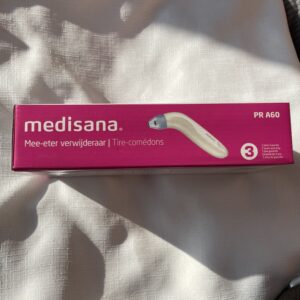 medisana®
PR A60
Mee-eter verwijderaar | Tire-comédons
3